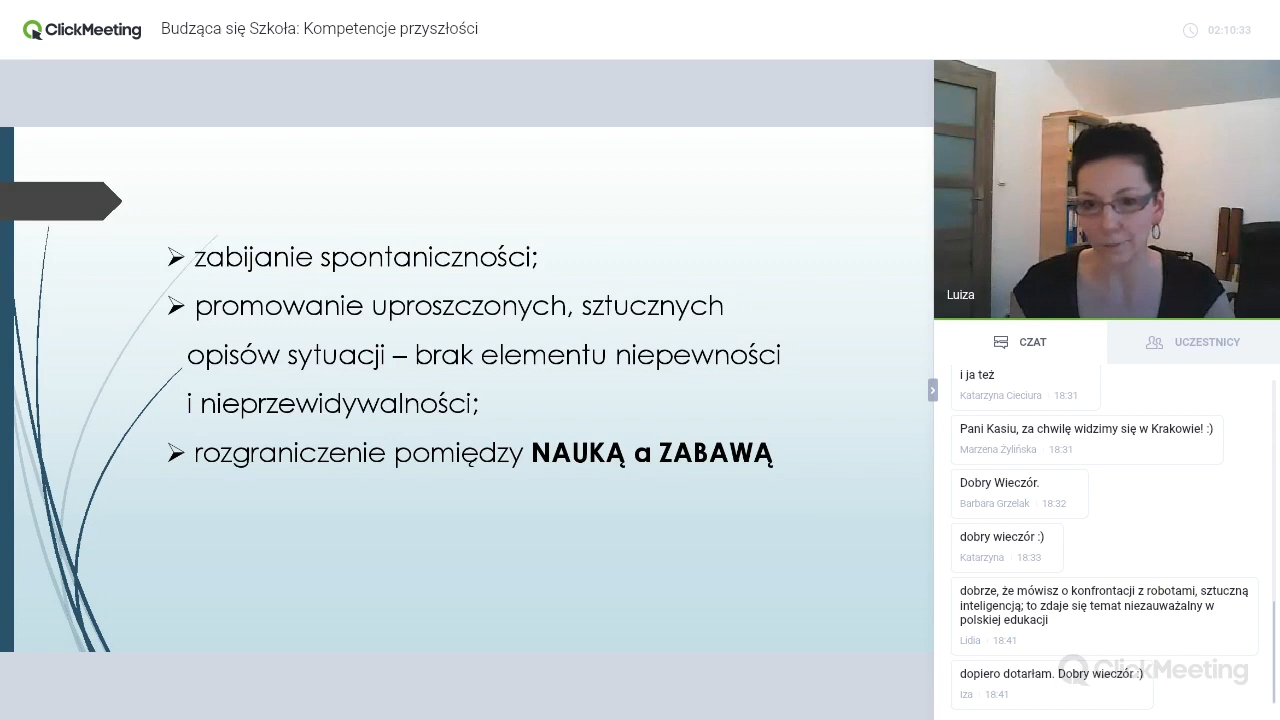 ClickMeeting
Budząca się Szkoła: Kompetencje przyszłości
02:10:33
zabijanie spontaniczności;
promowanie uproszczonych, sztucznych
opisów sytuacji – brak elementu niepewności
i nieprzewidywalności;
rozgraniczenie pomiędzy NAUKĄ a ZABAWĄ
Luiza
CZAT
UCZESTNICY
i ja też
Katarzyna Cieciura 18:31
Pani Kasiu, za chwilę widzimy się w Krakowie! :)
Marzena Żylińska 18:31
Dobry Wieczór.
Barbara Grzelak 18:32
dobry wieczór :)
Katarzyna 18:33
dobrze, że mówisz o konfrontacji z robotami, sztuczną
inteligencją; to zdaje się temat niezauważalny w
polskiej edukacji
Lidia 18:41
dopiero dotarłam. Dobry wieczór :)
Iza 18:41
ClickMeeting